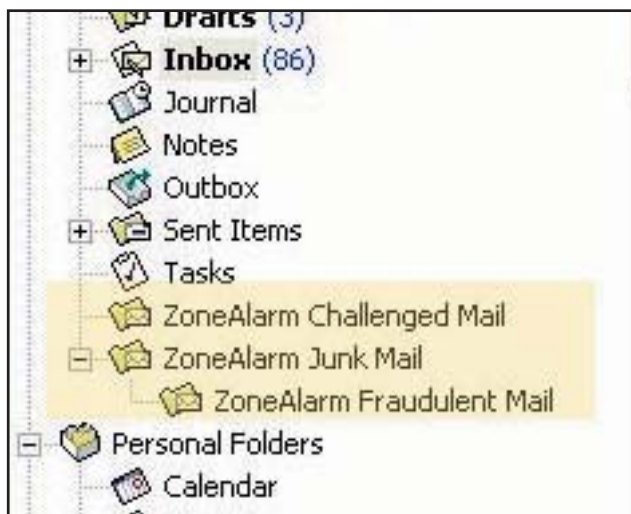 Drafts (3)
Inbox (86)
Journal
Notes
Outbox
Sent Items
Tasks
ZoneAlarm Challenged Mail
ZoneAlarm Junk Mail
ZoneAlarm Fraudulent Mail
Personal Folders
Calendar